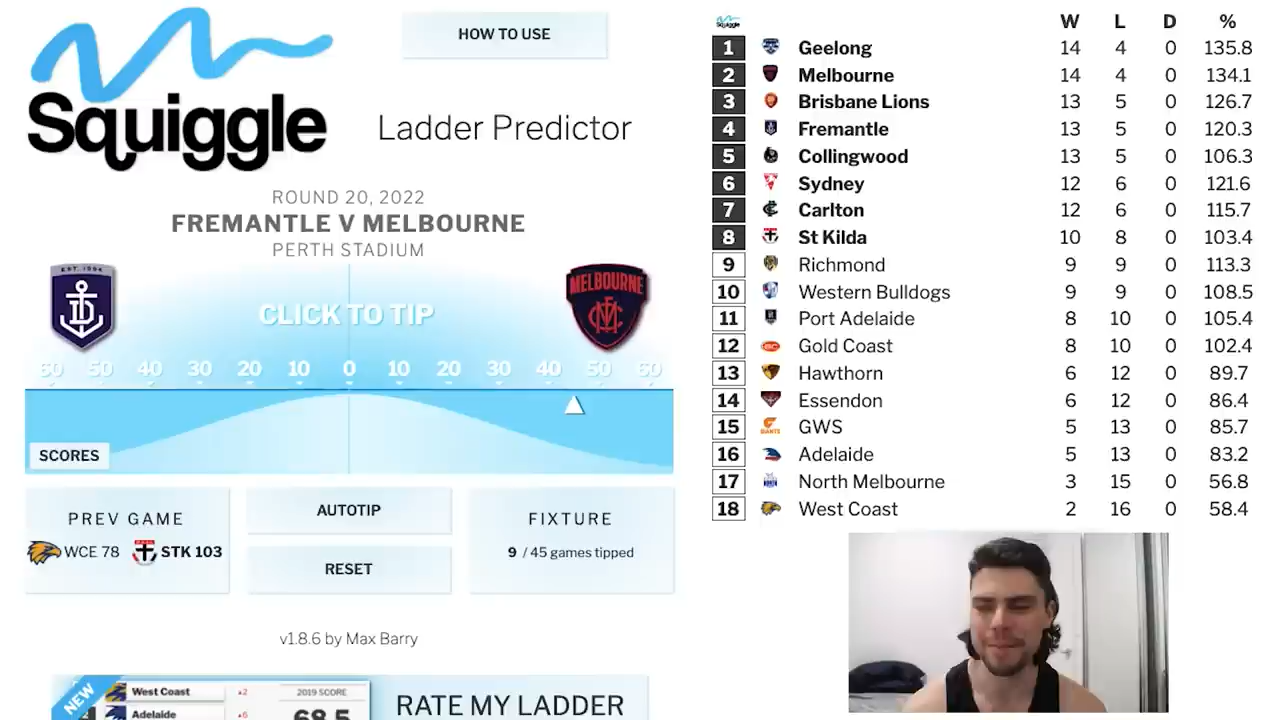 Squiggle
HOW TO USE
Ladder Predictor
ROUND 20, 2022
FREMANTLE V MELBOURNE
PERTH STADIUM
EST. 1994
MELBOURNE
CLICK TO TIP
60 50 40 30 20 10 0 10 20 30 40 50 60
SCORES
PREV GAME
WCE 78 STK 103
AUTOTIP
RESET
FIXTURE
9 / 45 games tipped
v1.8.6 by Max Barry
NEW
West Coast ▲2
Adelaide ▲6
2019 SCORE
68.5
RATE MY LADDER
Squiggle W L D %
1 Geelong 14 4 0 135.8
2 Melbourne 14 4 0 134.1
3 Brisbane Lions 13 5 0 126.7
4 Fremantle 13 5 0 120.3
5 Collingwood 13 5 0 106.3
6 Sydney 12 6 0 121.6
7 Carlton 12 6 0 115.7
8 St Kilda 10 8 0 103.4
9 Richmond 9 9 0 113.3
10 Western Bulldogs 9 9 0 108.5
11 Port Adelaide 8 10 0 105.4
12 Gold Coast 8 10 0 102.4
13 Hawthorn 6 12 0 89.7
14 Essendon 6 12 0 86.4
15 GWS 5 13 0 85.7
16 Adelaide 5 13 0 83.2
17 North Melbourne 3 15 0 56.8
18 West Coast 2 16 0 58.4